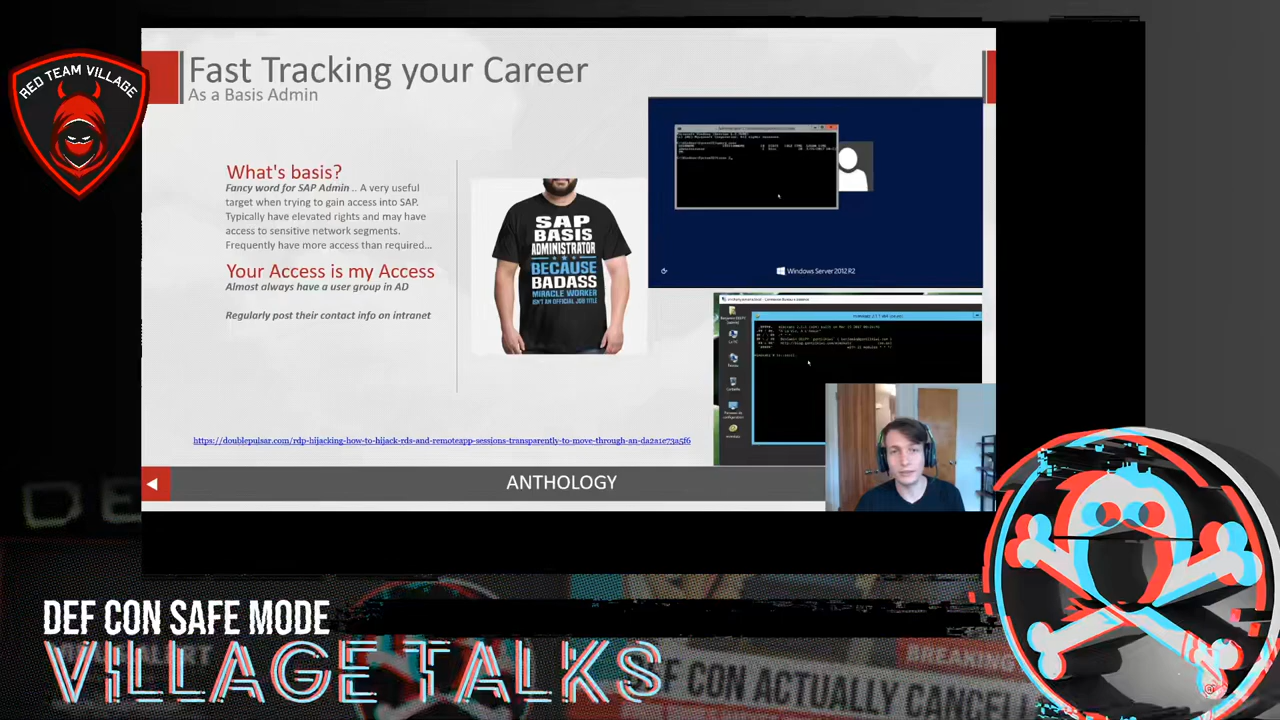 RED TEAM VILLAGE
Fast Tracking your Career
As a Basis Admin
What's basis?
Fancy word for SAP Admin .. A very useful
target when trying to gain access into SAP.
Typically have elevated rights and may have
access to sensitive network segments.
Frequently have more access than required...
Your Access is my Access
Almost always have a user group in AD
Regularly post their contact info on intranet
SAP
BASIS
ADMINISTRATOR
BECAUSE
BADASS
MIRACLE WORKER
ISN'T AN OFFICIAL JOB TITLE
Windows Server 2012 R2
https://doublepulsar.com/rdp-hijacking-how-to-hijack-rds-and-remoteapp-sessions-transparently-to-move-through-an-da2a1e73a5f6
ANTHOLOGY
DEF CON SAFE MODE
VILLAGE TALKS
BREAKING
DEF CON ACTUALLY CANCEL